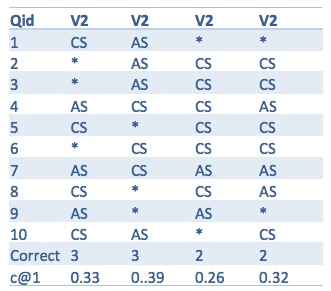 Qid V2 V2 V2 V2
1 CS AS * *
2 * AS CS CS
3 * AS CS CS
4 AS CS CS AS
5 CS * CS CS
6 * CS CS CS
7 AS CS AS AS
8 CS * CS AS
9 AS * AS *
10 CS AS * CS
Correct 3 3 2 2
c@1 0.33 0..39 0.26 0.32